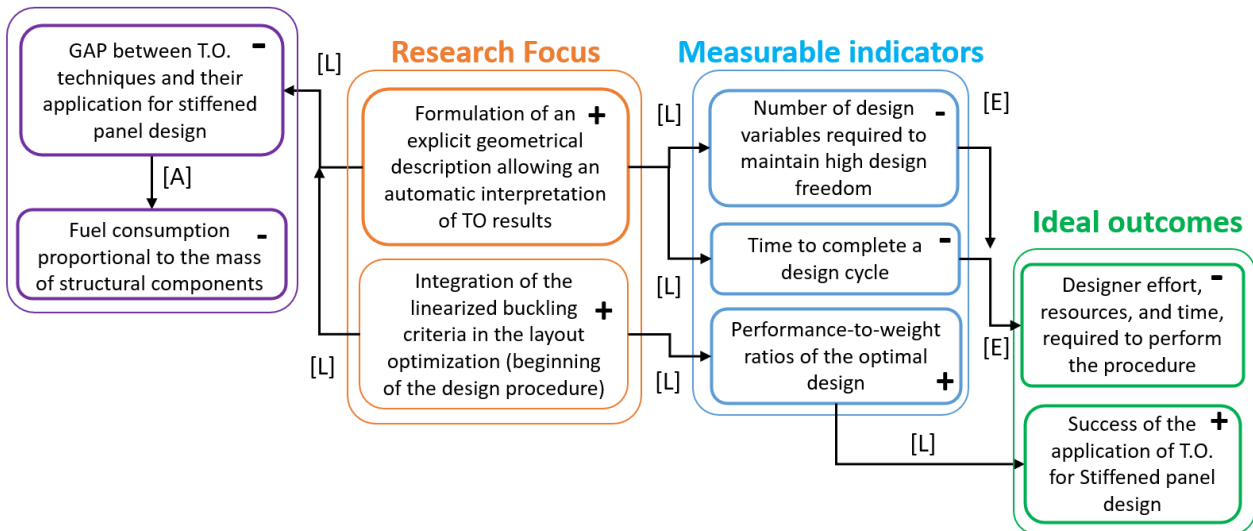 GAP between T.O.
techniques and their
application for stiffened
panel design
-
[A]
Fuel consumption
proportional to the mass
of structural components
-
[L]
[L]
Research Focus
Formulation of an
explicit geometrical
description allowing an
automatic interpretation
of TO results
+
Integration of the
linearized buckling
criteria in the layout
optimization (beginning
of the design procedure)
+
[L]
[L]
[L]
Measurable indicators
Number of design
variables required to
maintain high design
freedom
-
Time to complete a
design cycle
-
Performance-to-weight
ratios of the optimal
design
+
[E]
[E]
[L]
Ideal outcomes
Designer effort,
resources, and time,
required to perform
the procedure
-
Success of the
application of T.O.
for Stiffened panel
design
+